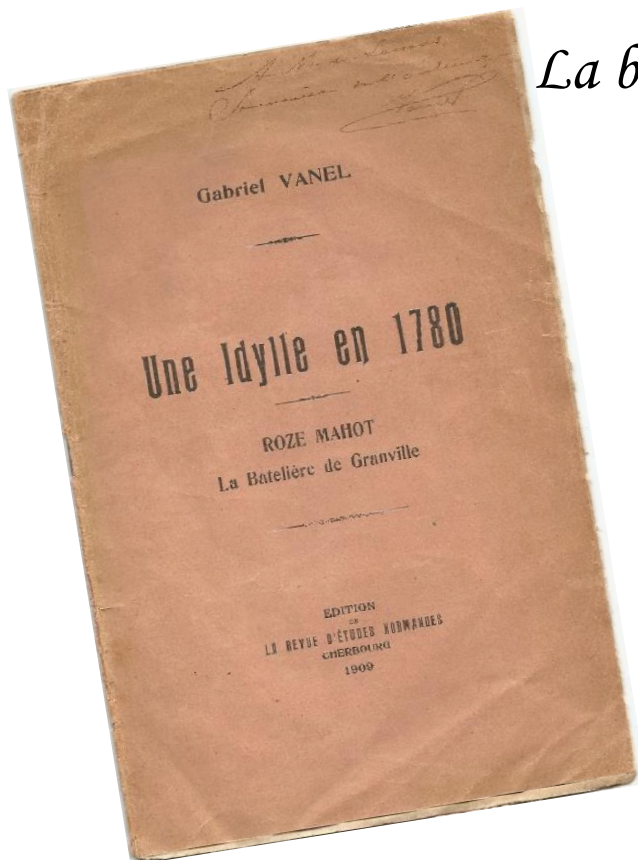 La b
Gabriel VANEL
Une Idylle en 1780
ROZE MAHOT
La Batelière de Granville
EDITION
DE
LA REVUE D'ÉTUDES NORMANDES
CHERBOURG
1909